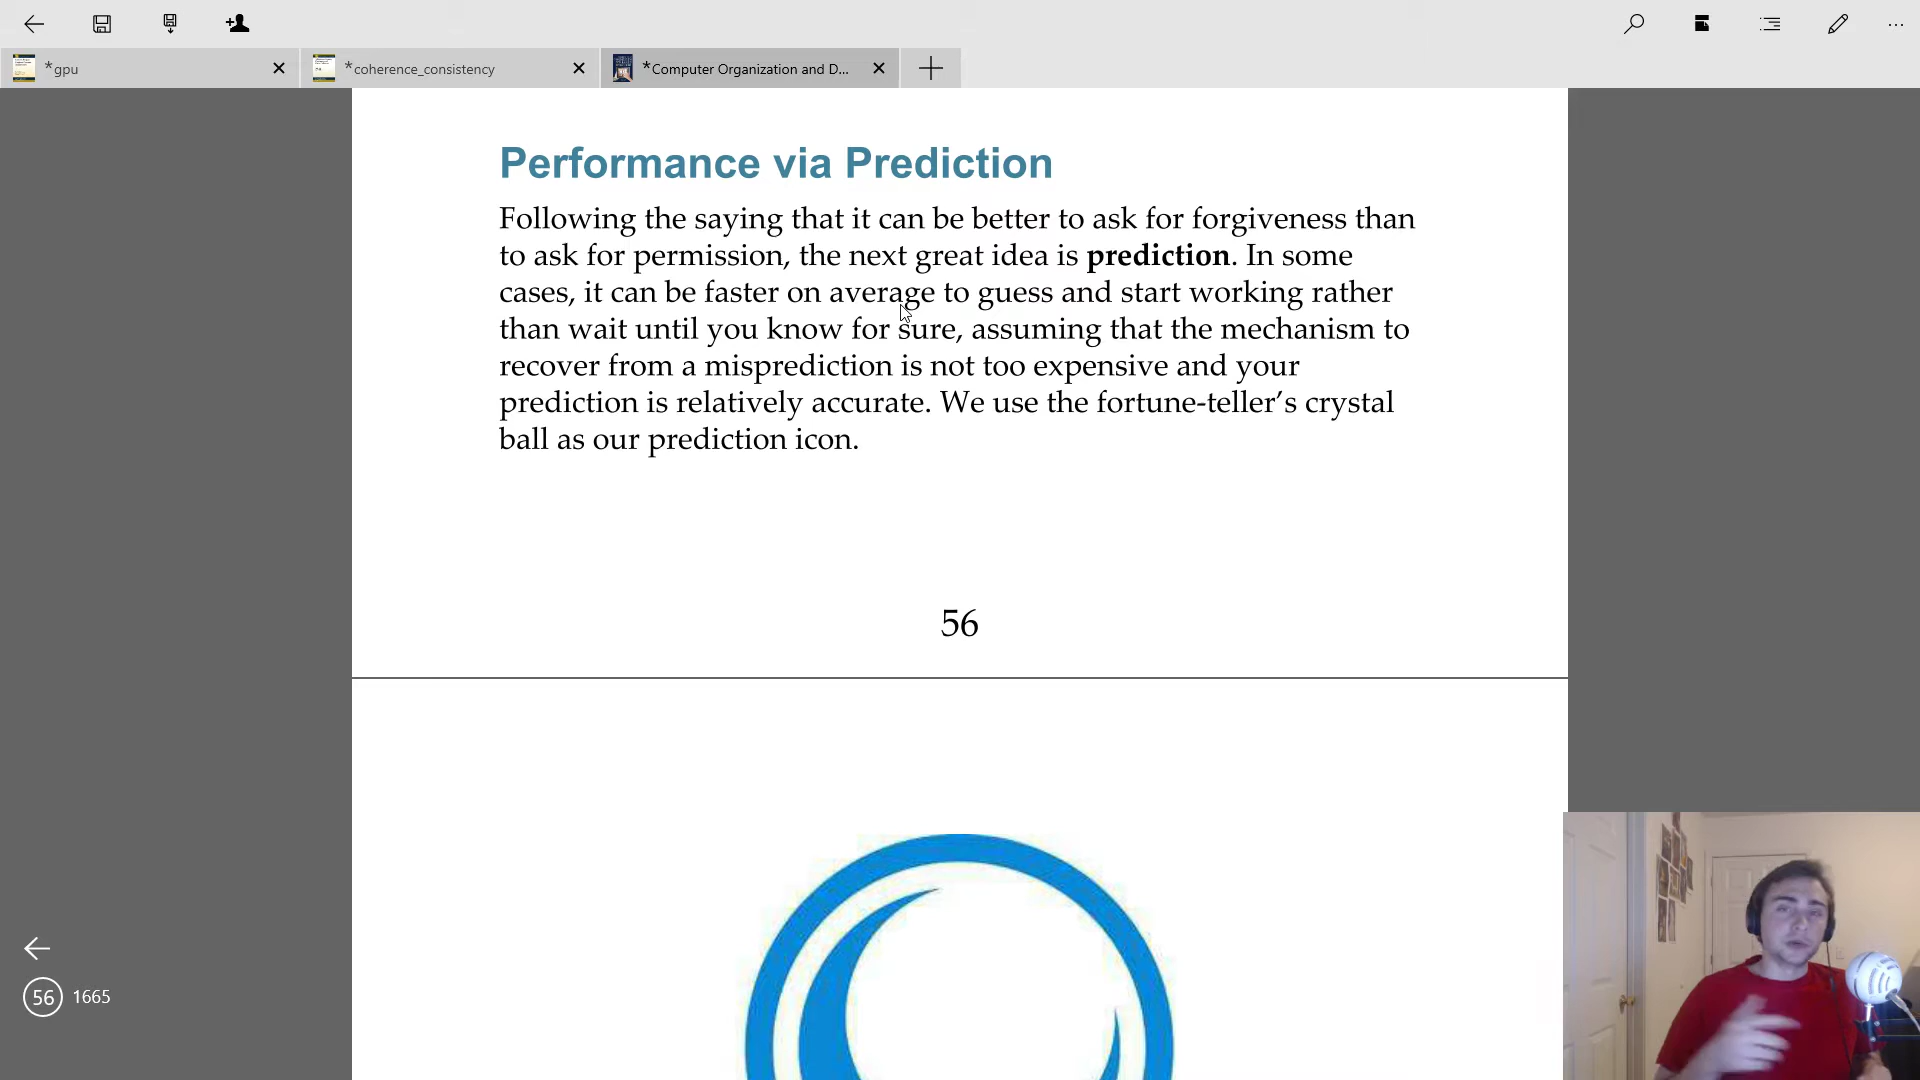 *gpu
*coherence_consistency
*Computer Organization and D...
Performance via Prediction
Following the saying that it can be better to ask for forgiveness than
to ask for permission, the next great idea is prediction. In some
cases, it can be faster on average to guess and start working rather
than wait until you know for sure, assuming that the mechanism to
recover from a misprediction is not too expensive and your
prediction is relatively accurate. We use the fortune-teller’s crystal
ball as our prediction icon.
56
56 1665